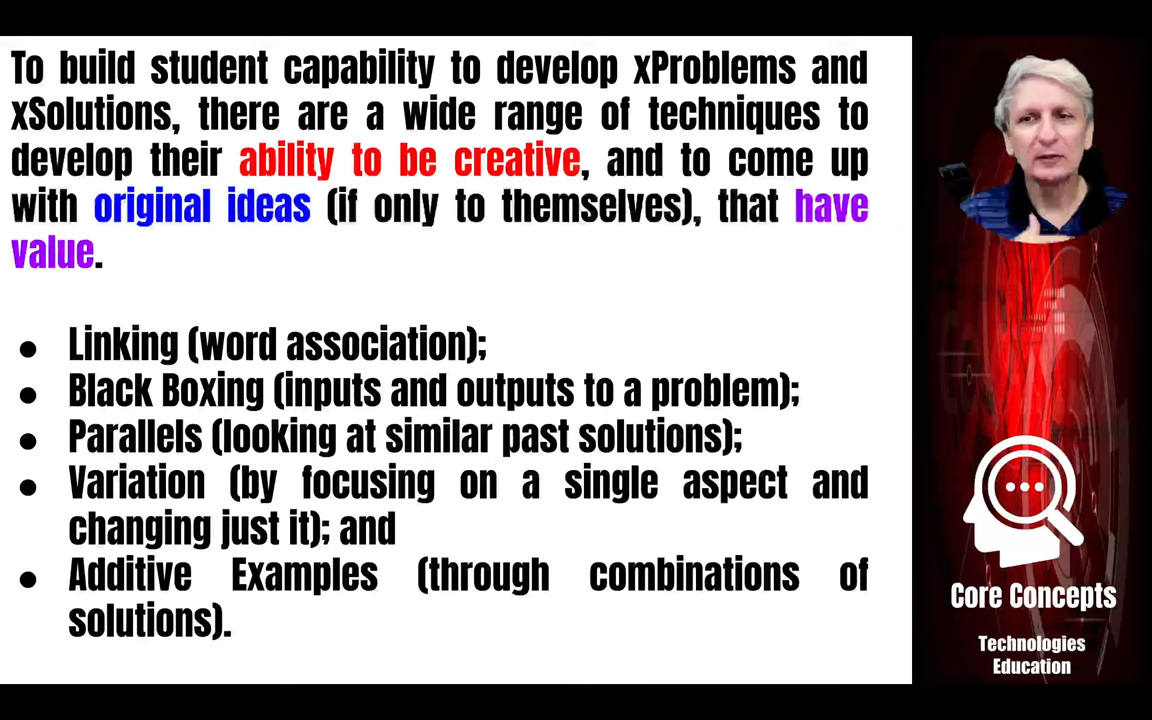 To build student capability to develop xProblems and
xSolutions, there are a wide range of techniques to
develop their ability to be creative, and to come up
with original ideas (if only to themselves), that have
value.
● Linking (word association);
● Black Boxing (inputs and outputs to a problem);
● Parallels (looking at similar past solutions);
● Variation (by focusing on a single aspect and
changing just it); and
● Additive Examples (through combinations of
solutions).
Core Concepts
Technologies
Education